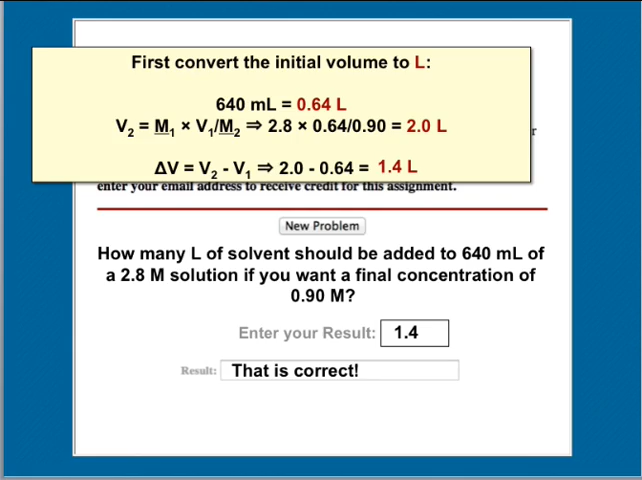 First convert the initial volume to L:
640 mL = 0.64 L
V₂ = M₁ × V₁/M₂ ⇒ 2.8 × 0.64/0.90 = 2.0 L
r
ΔV = V₂ - V₁ ⇒ 2.0 - 0.64 = 1.4 L
enter your email address to receive credit for this assignment.
New Problem
How many L of solvent should be added to 640 mL of
a 2.8 M solution if you want a final concentration of
0.90 M?
Enter your Result: 1.4
Result: That is correct!